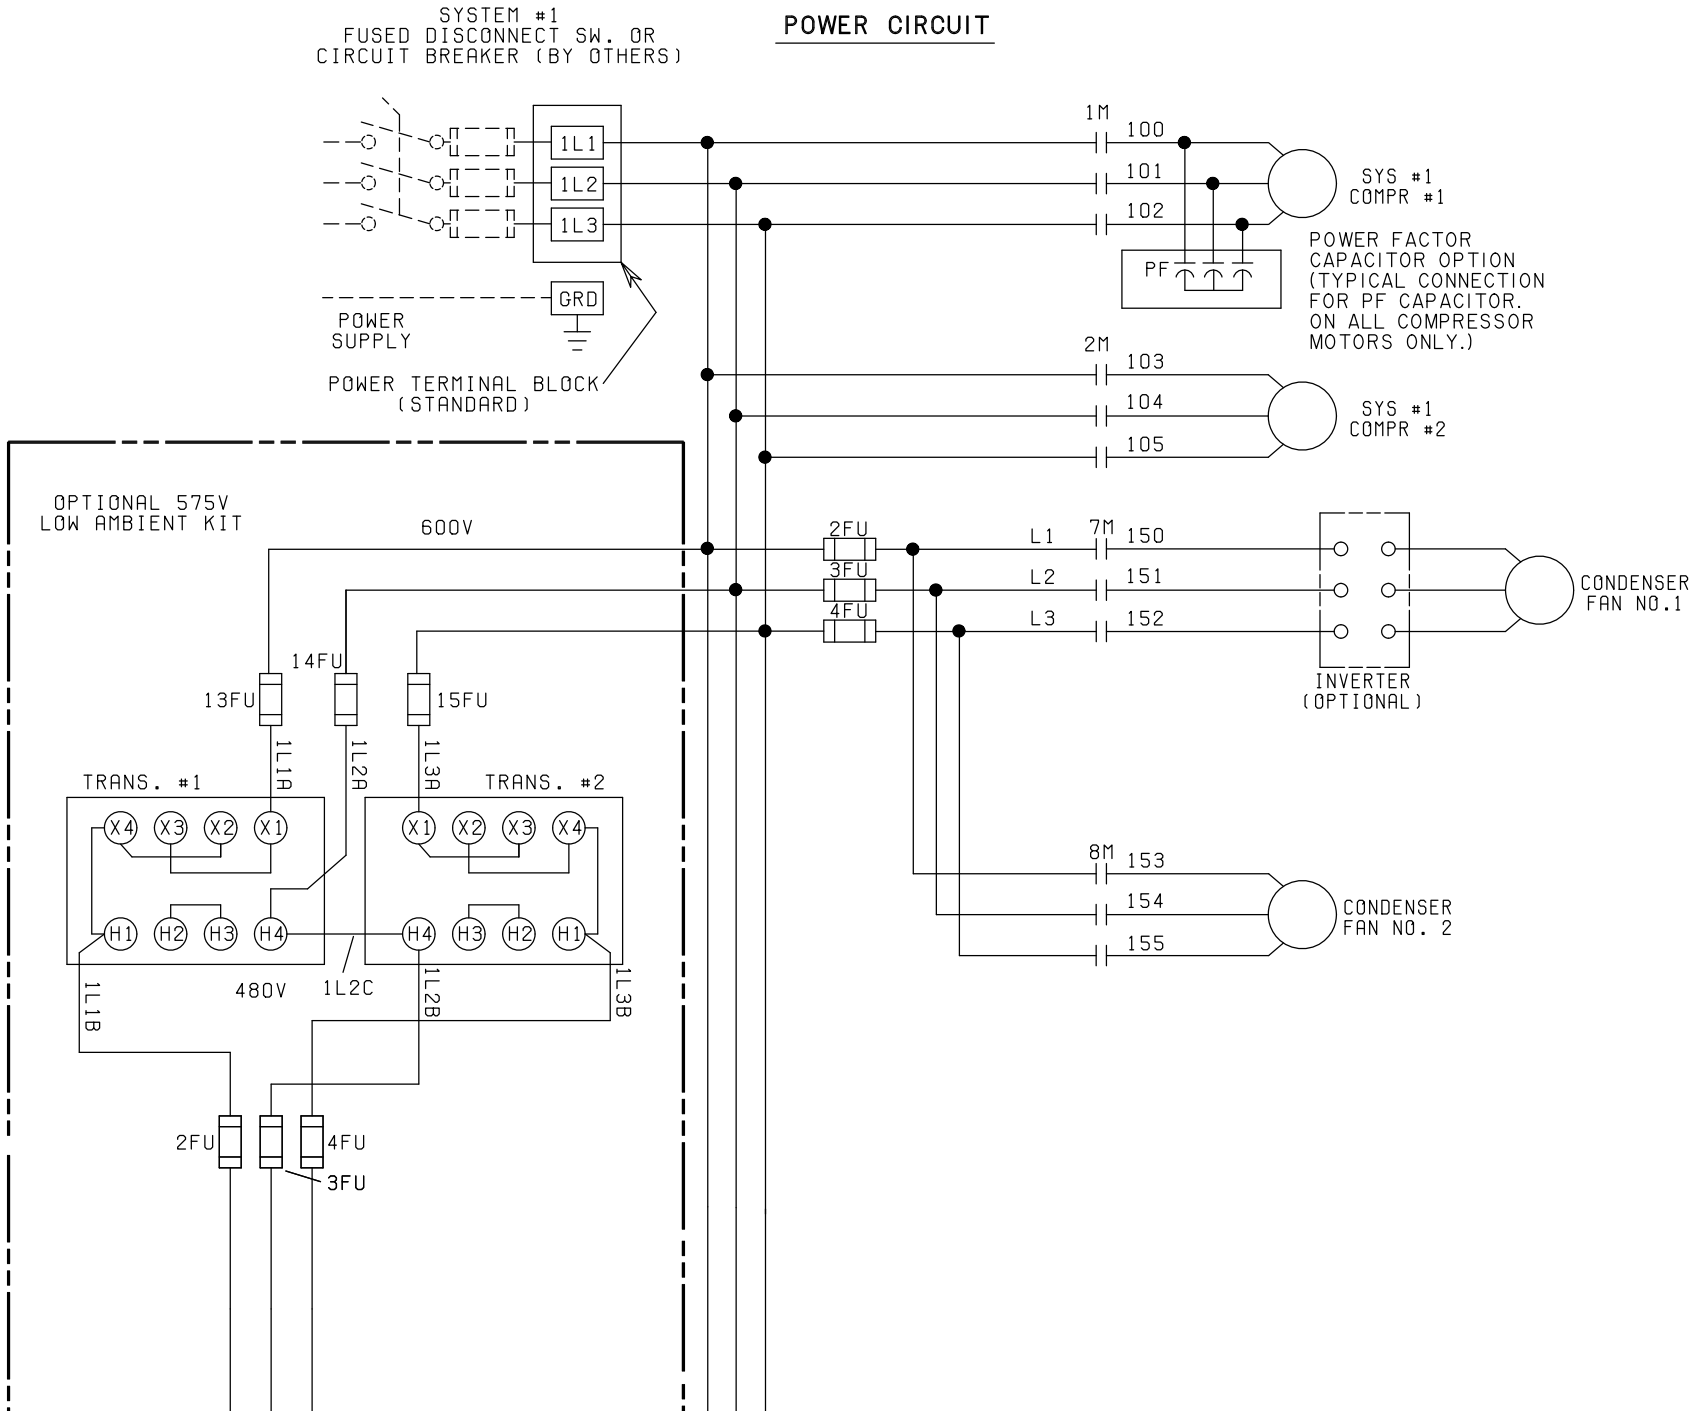 SYSTEM #1
FUSED DISCONNECT SW. OR
CIRCUIT BREAKER (BY OTHERS)
POWER CIRCUIT
1L1
1L2
1L3
GRD
POWER
SUPPLY
POWER TERMINAL BLOCK
(STANDARD)
1M
100
101
102
SYS #1
COMPR #1
PF
POWER FACTOR
CAPACITOR OPTION
(TYPICAL CONNECTION
FOR PF CAPACITOR.
ON ALL COMPRESSOR
MOTORS ONLY.)
2M
103
104
105
SYS #1
COMPR #2
OPTIONAL 575V
LOW AMBIENT KIT
600V
2FU
3FU
4FU
L1
L2
L3
7M
150
151
152
INVERTER
(OPTIONAL)
CONDENSER
FAN NO.1
13FU
14FU
15FU
1L1A
1L2A
1L3A
TRANS. #1
TRANS. #2
X4 X3 X2 X1
X1 X2 X3 X4
H1 H2 H3 H4
H4 H3 H2 H1
480V
1L2C
1L1B
1L2B
1L3B
8M
153
154
155
CONDENSER
FAN NO. 2
2FU
4FU
3FU